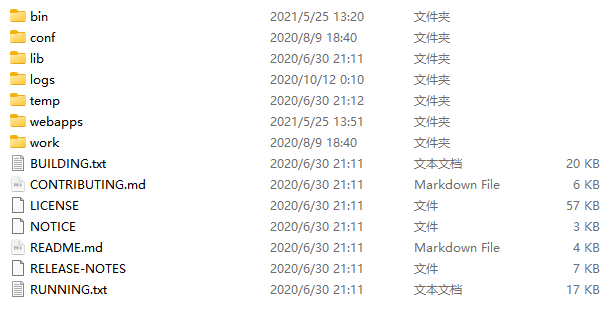 bin 2021/5/25 13:20 文件夹
conf 2020/8/9 18:40 文件夹
lib 2020/6/30 21:11 文件夹
logs 2020/10/12 0:10 文件夹
temp 2020/6/30 21:12 文件夹
webapps 2021/5/25 13:51 文件夹
work 2020/8/9 18:40 文件夹
BUILDING.txt 2020/6/30 21:11 文本文档 20 KB
CONTRIBUTING.md 2020/6/30 21:11 Markdown File 6 KB
LICENSE 2020/6/30 21:11 文件 57 KB
NOTICE 2020/6/30 21:11 文件 3 KB
README.md 2020/6/30 21:11 Markdown File 4 KB
RELEASE-NOTES 2020/6/30 21:11 文件 7 KB
RUNNING.txt 2020/6/30 21:11 文本文档 17 KB